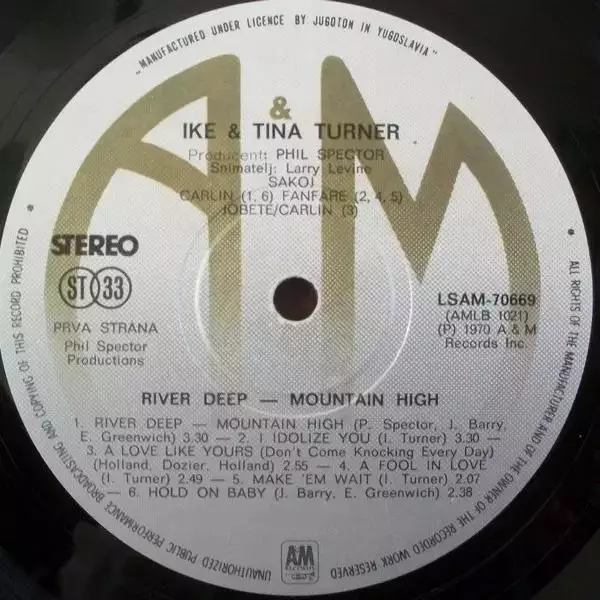 "MANUFACTURED UNDER LICENCE BY JUGOTON IN YUGOSLAVIA"
A&M
IKE & TINA TURNER
Producent: PHIL SPECTOR
Snimatelj: Larry Levine
SAKOJ
CARLIN (1, 6) FANFARE (2, 4, 5)
JOBETE/CARLIN (3)
STEREO
ST 33
PRVA STRANA
Phil Spector
Productions
LSAM-70669
(AMLB 1021)
(P) 1970 A & M
Records Inc.
RIVER DEEP — MOUNTAIN HIGH
1. RIVER DEEP — MOUNTAIN HIGH (P. Spector, J. Barry,
E. Greenwich) 3.30 — 2. I IDOLIZE YOU (I. Turner) 3.30 —
3. A LOVE LIKE YOURS (Don't Come Knocking Every Day)
(Holland, Dozier, Holland) 2.55 — 4. A FOOL IN LOVE
(I. Turner) 2.49 — 5. MAKE 'EM WAIT (I. Turner) 2.07
— 6. HOLD ON BABY (J. Barry, E. Greenwich) 2.38
AM
RECORDS
• ALL RIGHTS OF THE MANUFACTURER AND OF THE OWNER OF THE RECORDED WORK RESERVED
UNAUTHORIZED PUBLIC PERFORMANCE BROADCASTING AND COPYING OF THIS RECORD PROHIBITED •